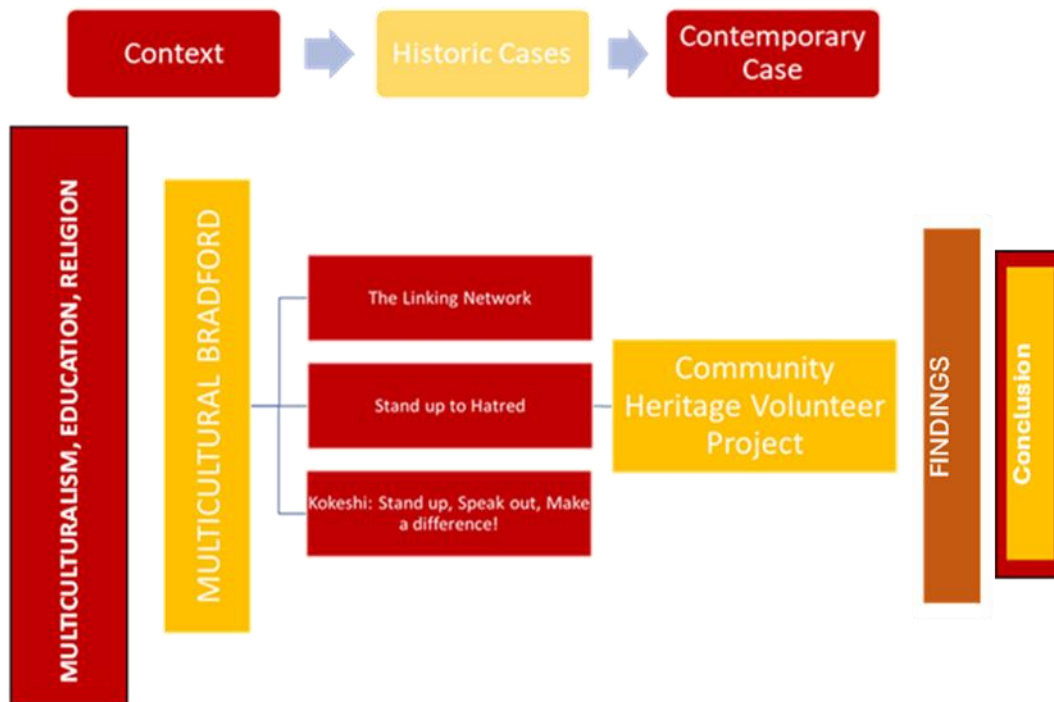 Context
Historic Cases
Contemporary
Case
MULTICULTURALISM, EDUCATION, RELIGION
MULTICULTURAL BRADFORD
The Linking Network
Stand up to Hatred
Kokeshi: Stand up, Speak out, Make
a difference!
Community
Heritage Volunteer
Project
FINDINGS
Conclusion